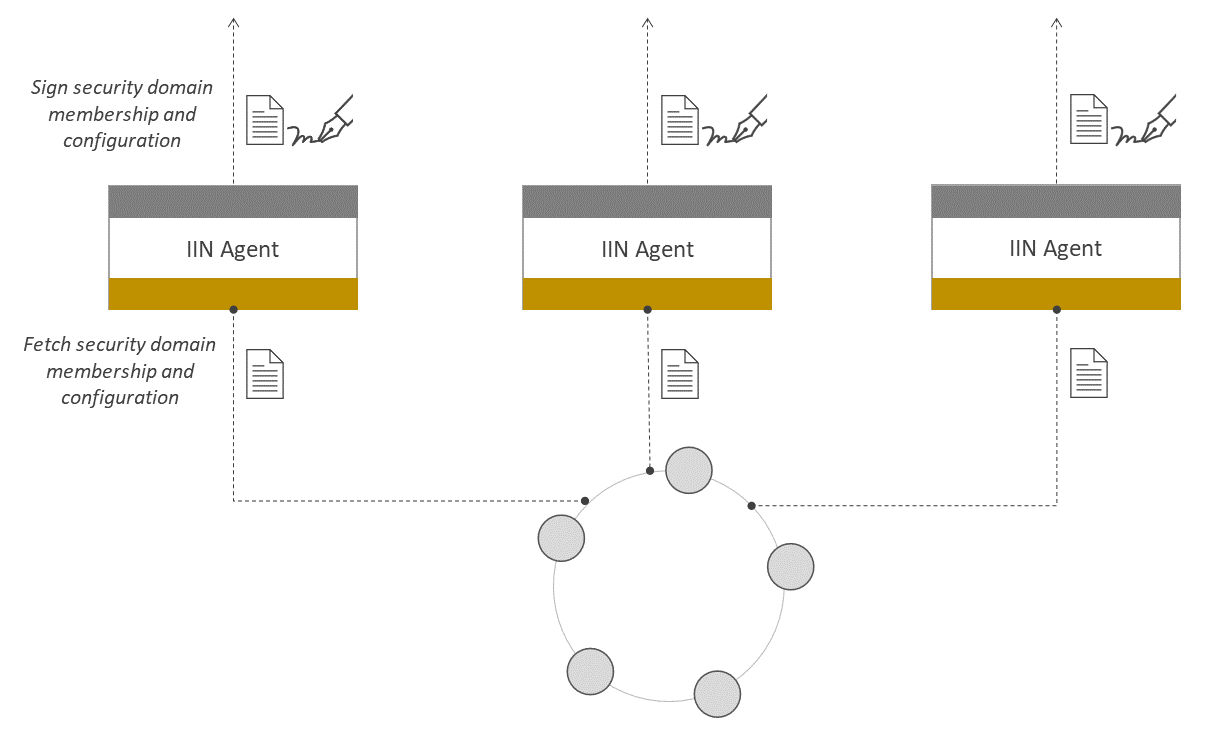 Sign security domain
membership and
configuration
IIN Agent
IIN Agent
IIN Agent
Fetch security domain
membership and
configuration